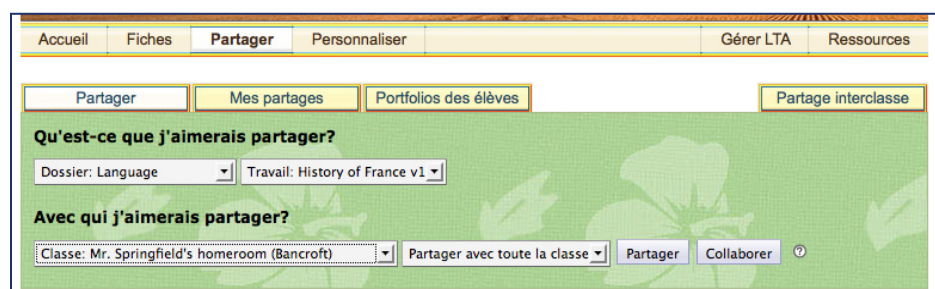 Accueil Fiches Partager Personnaliser Gérer LTA Ressources
Partager Mes partages Portfolios des élèves Partage interclasse
Qu'est-ce que j'aimerais partager?
Dossier: Language Travail: History of France v1
Avec qui j'aimerais partager?
Classe: Mr. Springfield's homeroom (Bancroft) Partager avec toute la classe Partager Collaborer ?